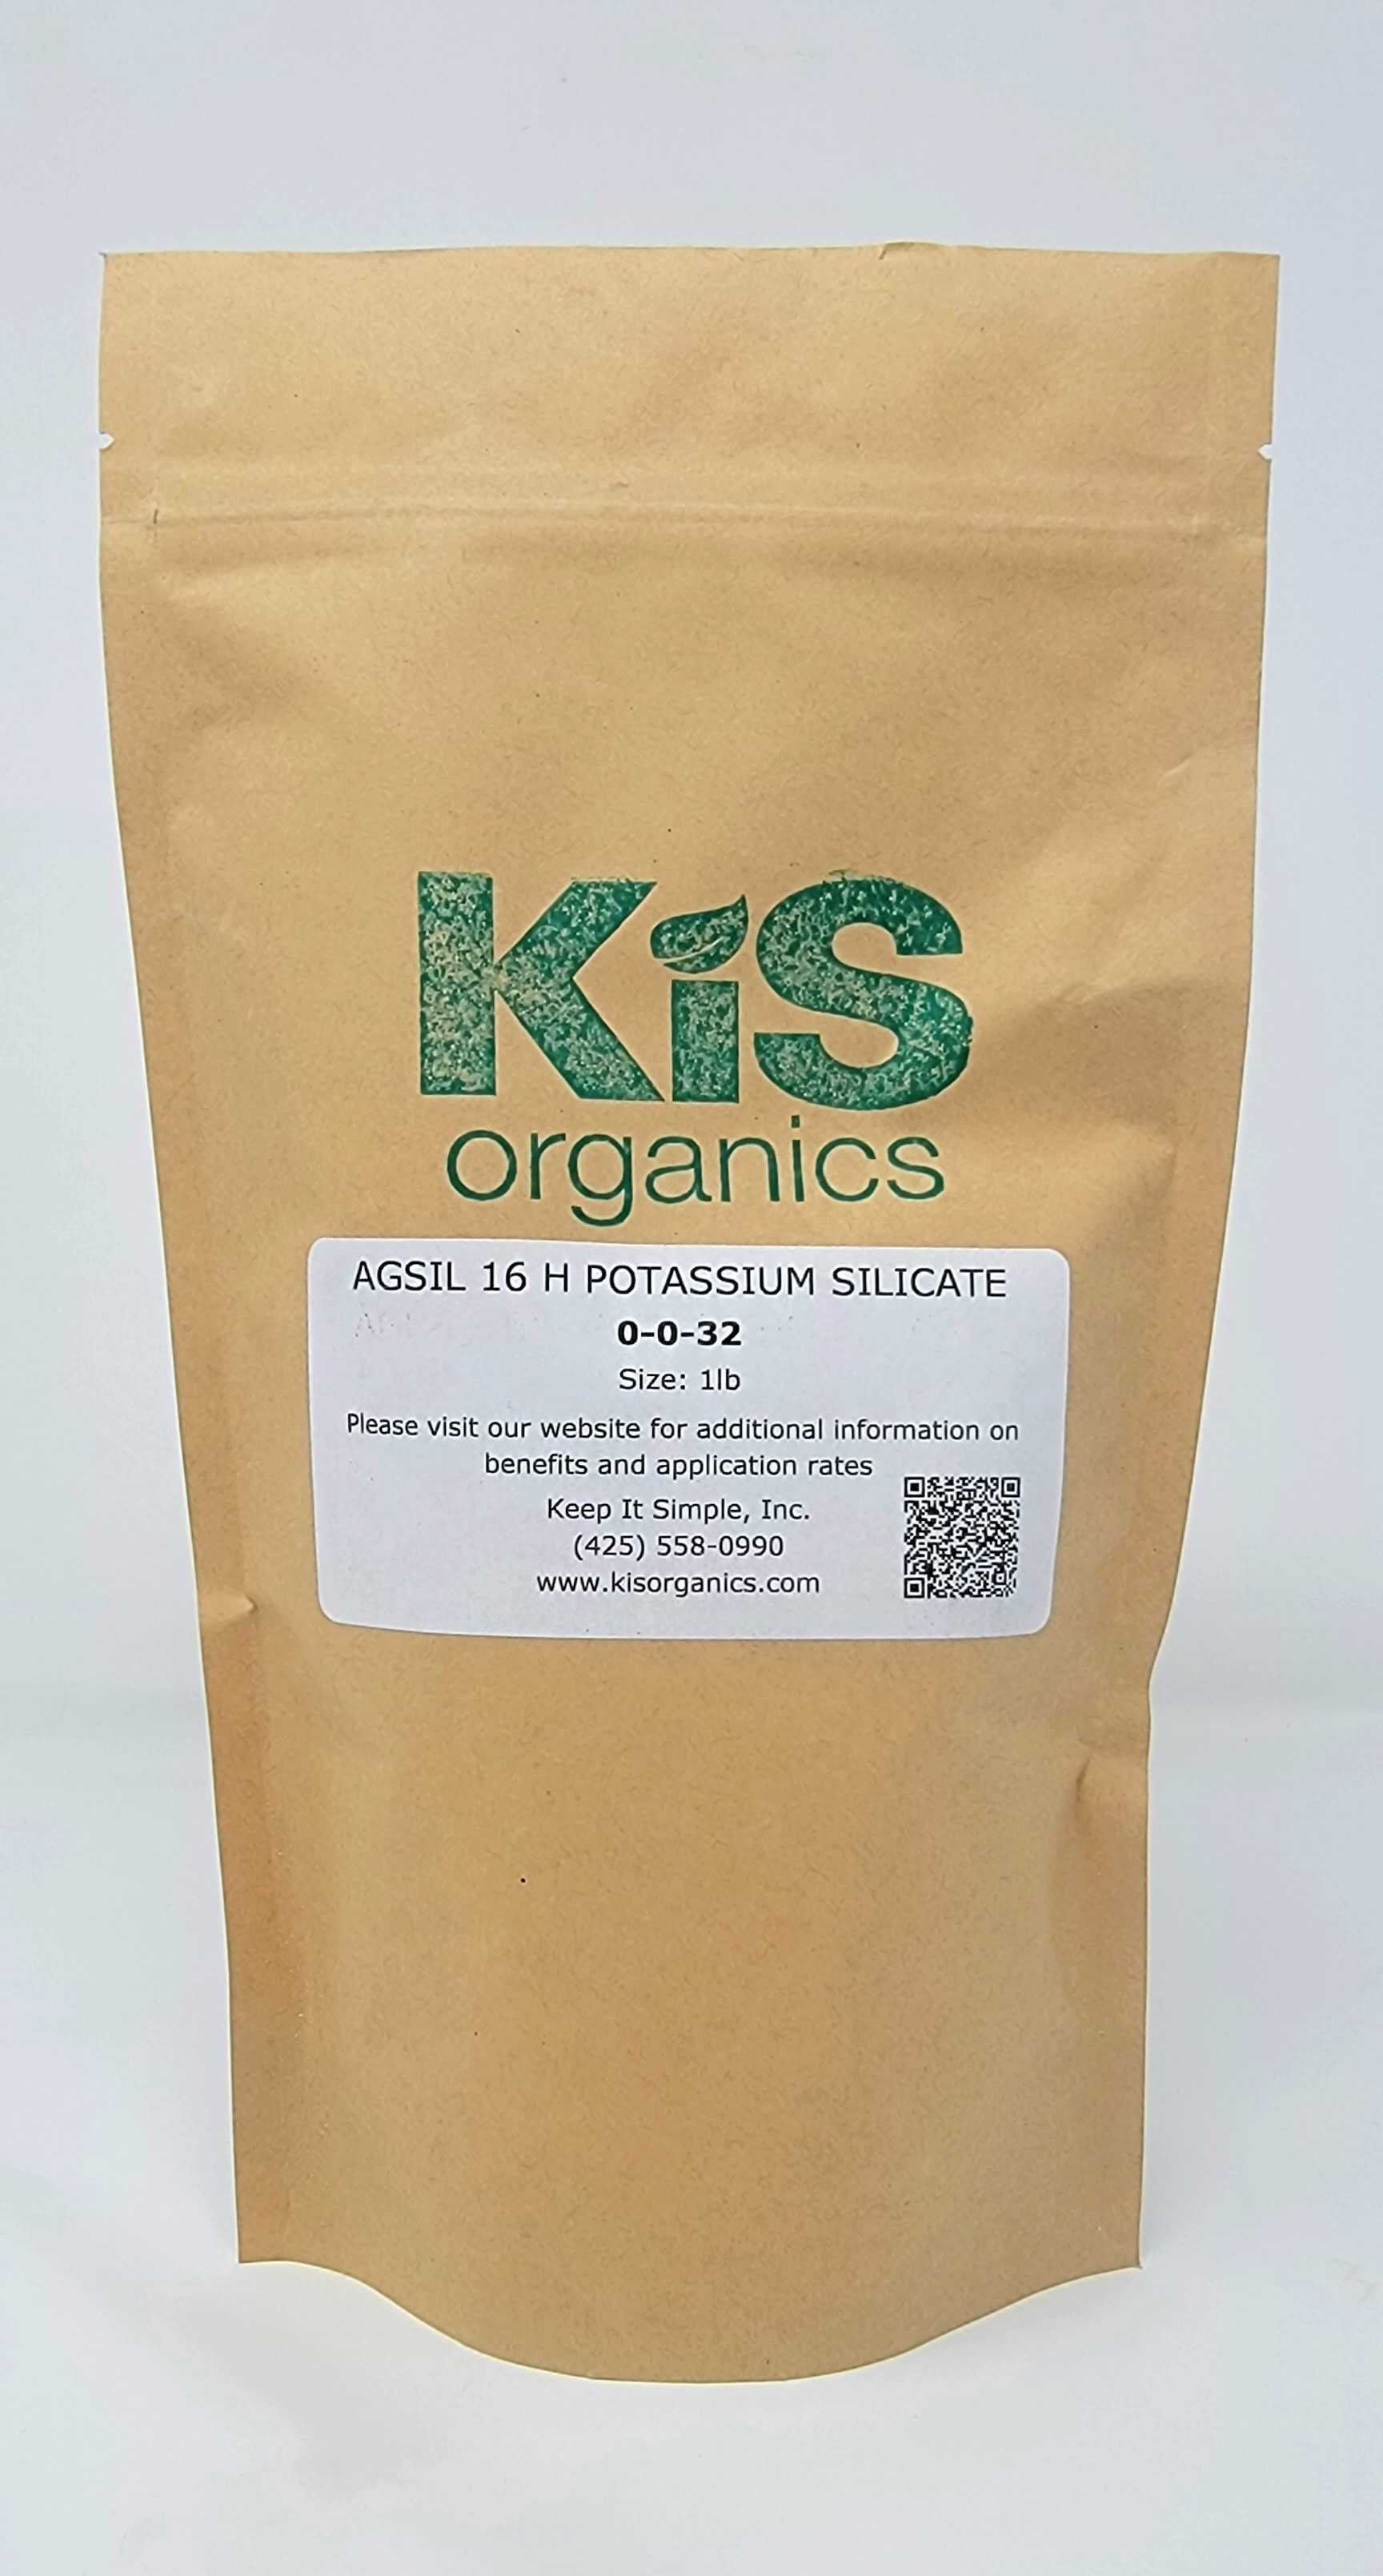 KiS
organics
AGSIL 16 H POTASSIUM SILICATE
0-0-32
Size: 1lb
Please visit our website for additional information on
benefits and application rates
Keep It Simple, Inc.
(425) 558-0990
www.kisorganics.com